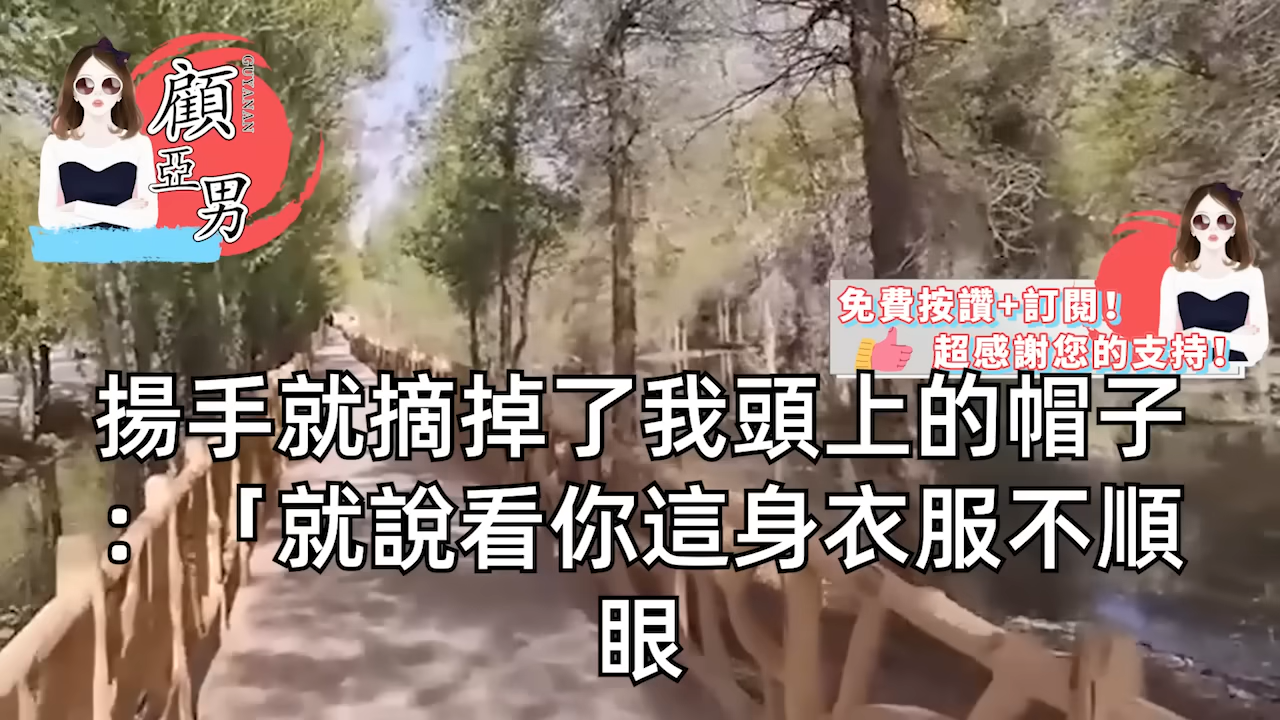 顧亞男
GUYANAN
免費按讚+訂閱!
超感謝您的支持!
揚手就摘掉了我頭上的帽子
:「就說看你這身衣服不順
眼